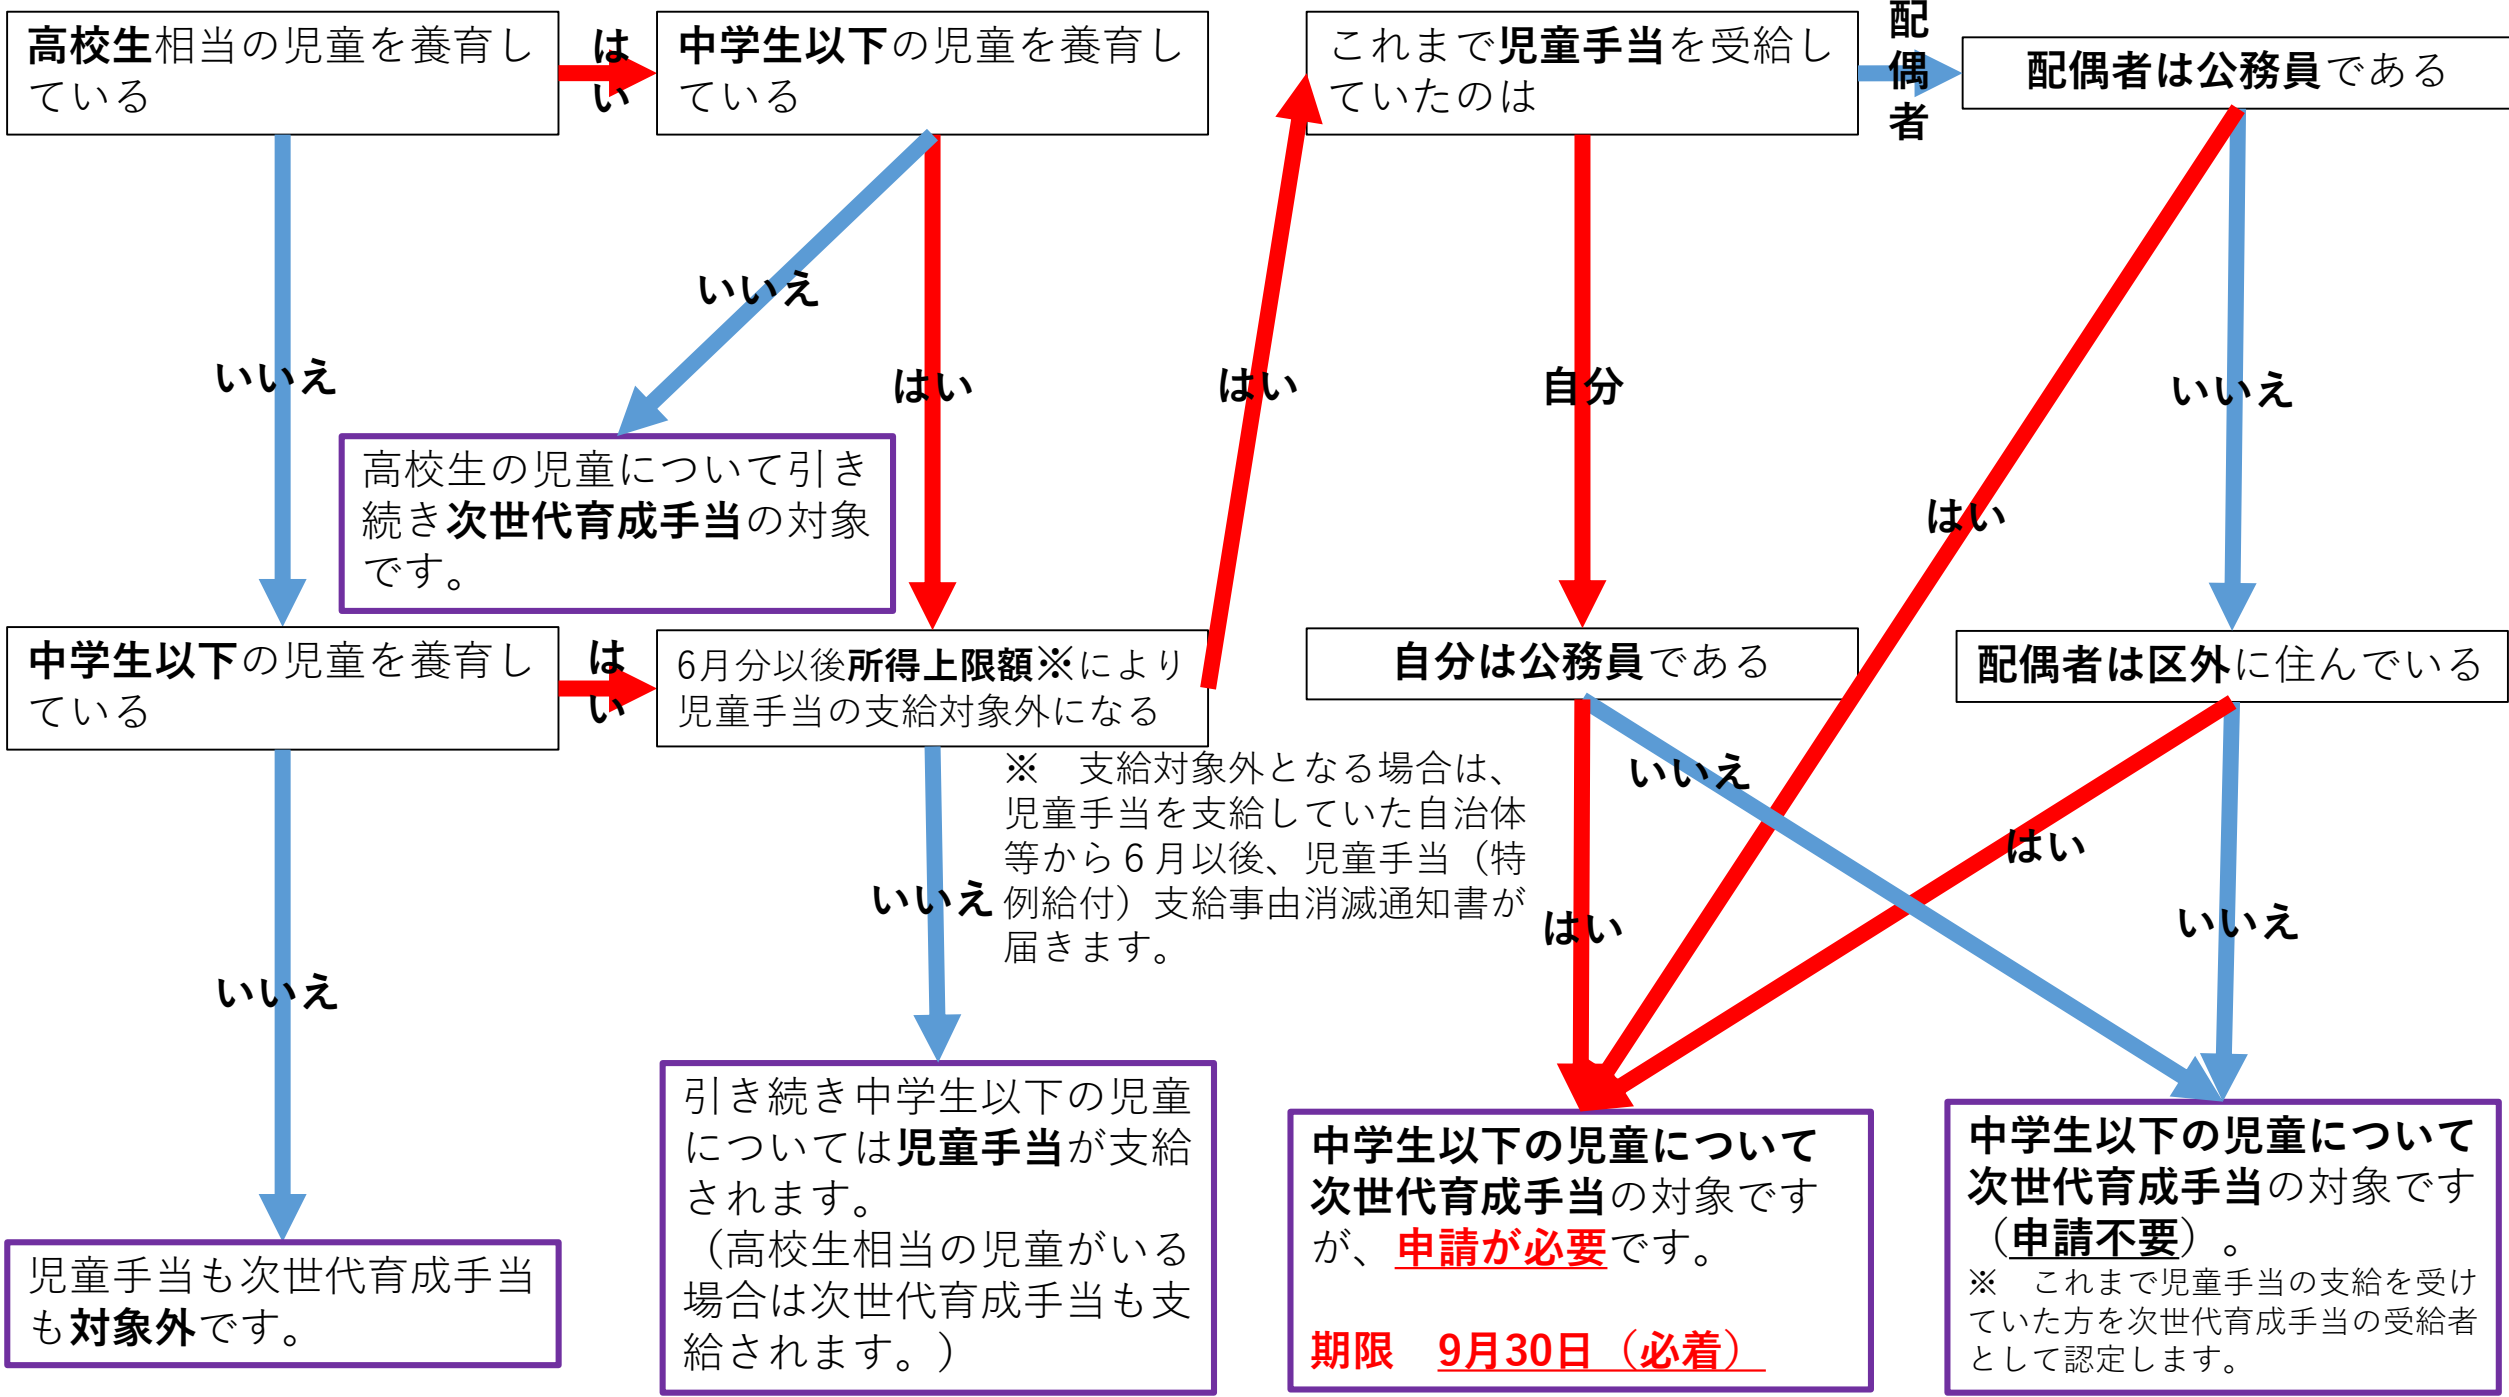 高校生相当の児童を養育し
ている
はい
中学生以下の児童を養育し
ている
これまで児童手当を受給し
ていたのは
配偶者
配偶者は公務員である
いいえ
いいえ
はい
はい
自分
いいえ
はい
高校生の児童について引き
続き次世代育成手当の対象
です。
中学生以下の児童を養育し
ている
はい
6月分以後所得上限額※により
児童手当の支給対象外になる
自分は公務員である
配偶者は区外に住んでいる
※　支給対象外となる場合は、
児童手当を支給していた自治体
等から６月以後、児童手当（特
例給付）支給事由消滅通知書が
届きます。
いいえ
いいえ
はい
いいえ
はい
いいえ
児童手当も次世代育成手当
も対象外です。
引き続き中学生以下の児童
については児童手当が支給
されます。
（高校生相当の児童がいる
場合は次世代育成手当も支
給されます。）
中学生以下の児童について
次世代育成手当の対象です
が、申請が必要です。
期限　9月30日（必着）
中学生以下の児童について
次世代育成手当の対象です
（申請不要）。
※　これまで児童手当の支給を受け
ていた方を次世代育成手当の受給者
として認定します。